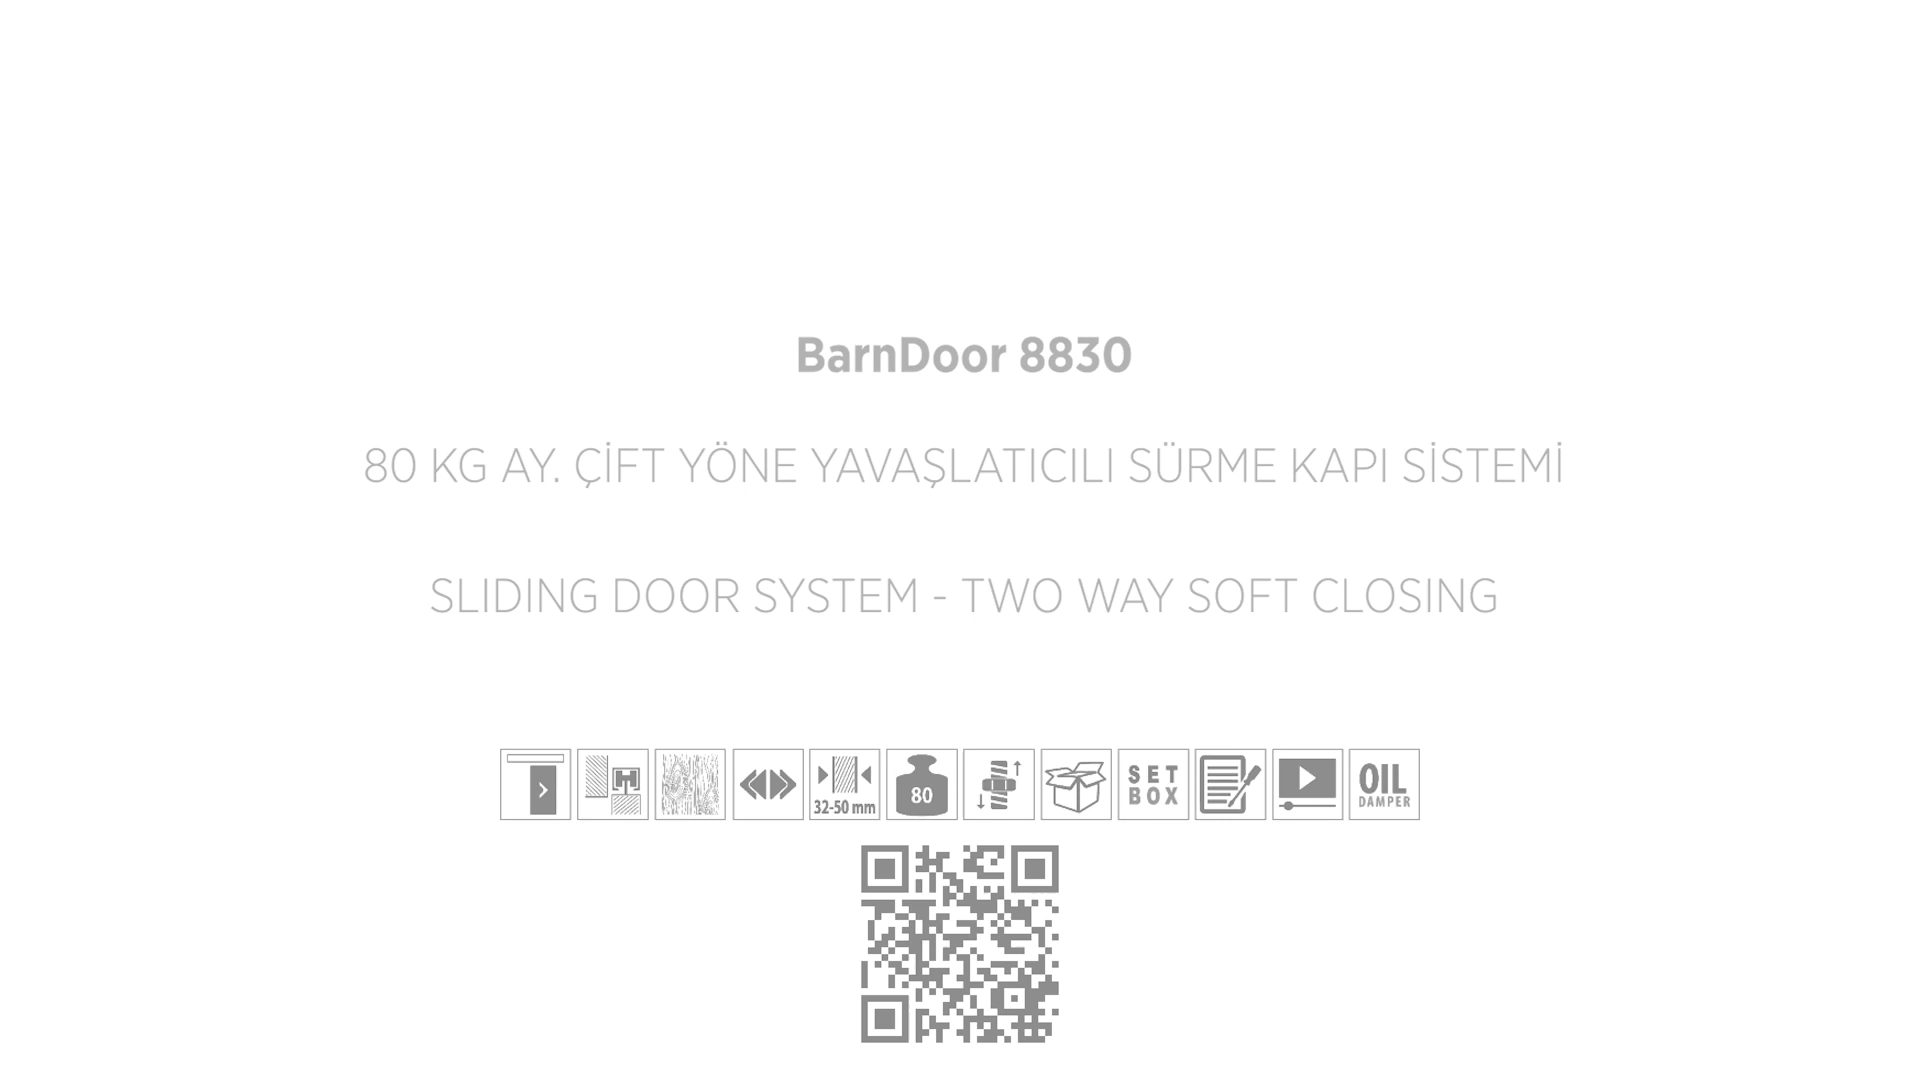 BarnDoor 8830
80 KG AY. ÇİFT YÖNE YAVAŞLATICILI SÜRME KAPI SİSTEMİ
SLIDING DOOR SYSTEM - TWO WAY SOFT CLOSING
32-50 mm
80
SET
BOX
OIL
DAMPER